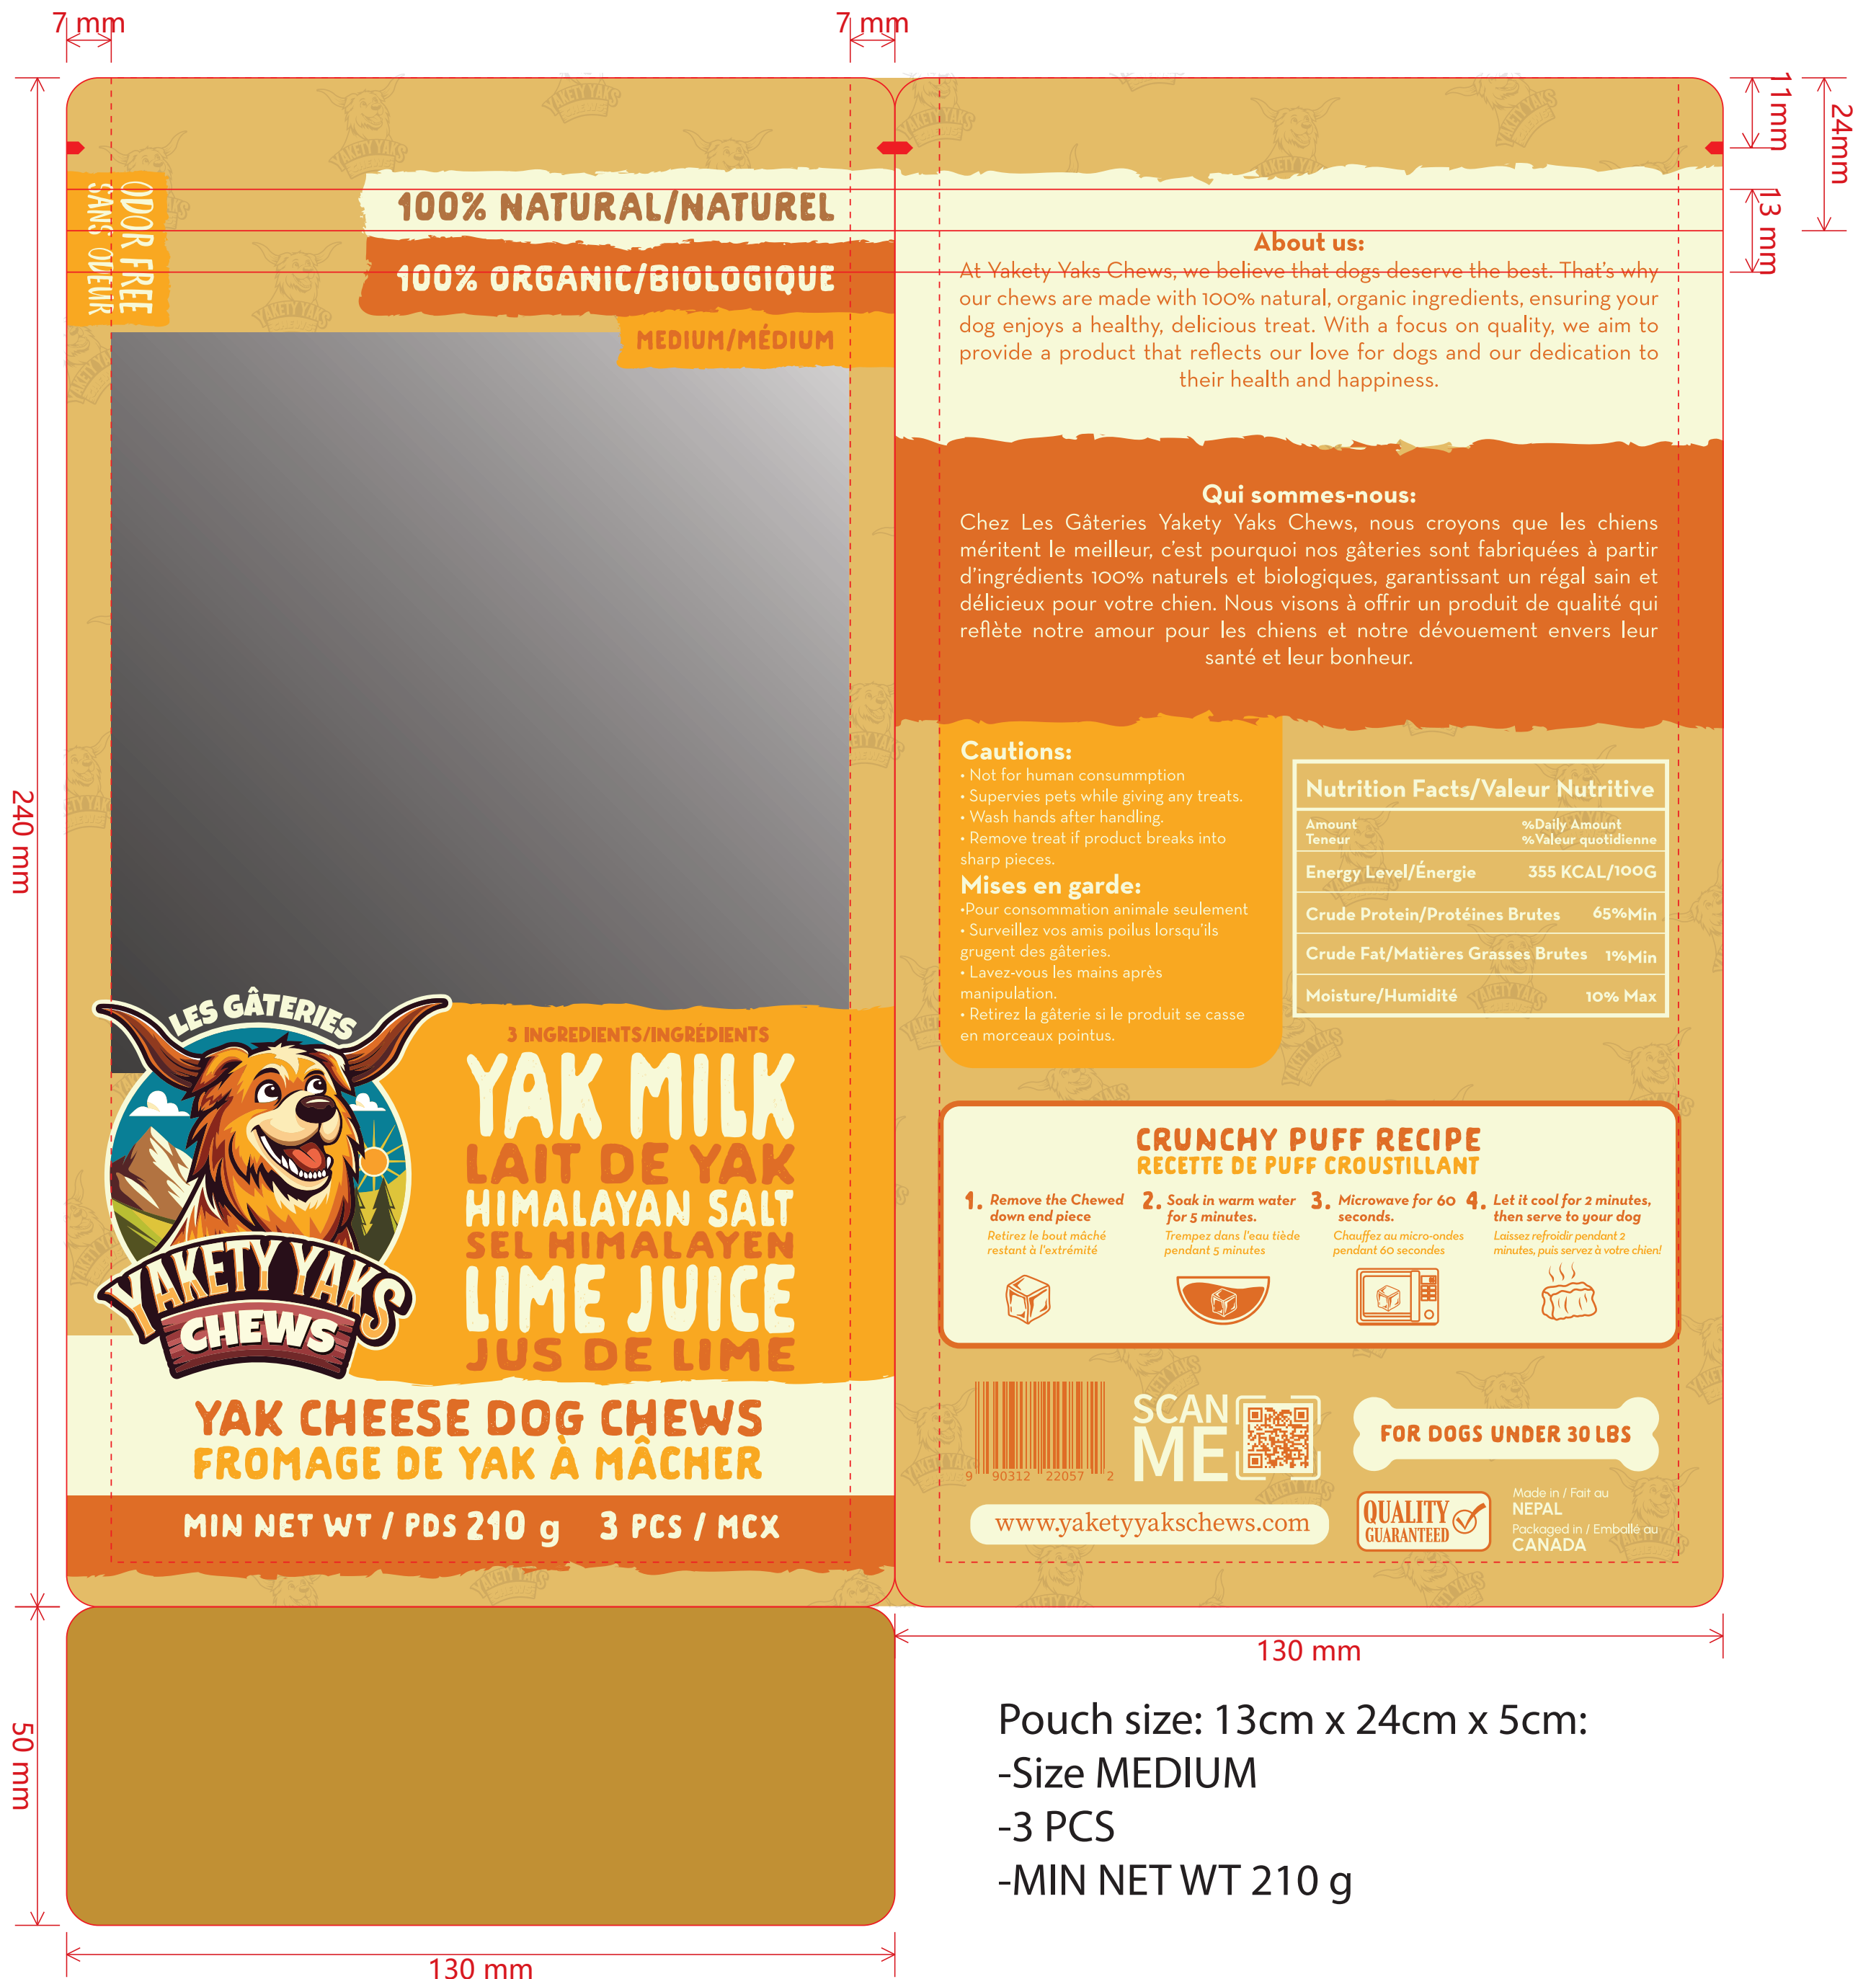 7 mm
7 mm
11mm
24mm
13 mm
240 mm
50 mm
130 mm
130 mm
ODOR FREE
SANS ODEUR
100% NATURAL/NATUREL
100% ORGANIC/BIOLOGIQUE
MEDIUM/MÉDIUM
LES GÂTERIES
YAKETY YAKS
CHEWS
3 INGREDIENTS/INGRÉDIENTS
YAK MILK
LAIT DE YAK
HIMALAYAN SALT
SEL HIMALAYEN
LIME JUICE
JUS DE LIME
YAK CHEESE DOG CHEWS
FROMAGE DE YAK À MÂCHER
MIN NET WT / PDS 210 g 3 PCS / MCX
About us:
At Yakety Yaks Chews, we believe that dogs deserve the best. That's why
our chews are made with 100% natural, organic ingredients, ensuring your
dog enjoys a healthy, delicious treat. With a focus on quality, we aim to
provide a product that reflects our love for dogs and our dedication to
their health and happiness.
Qui sommes-nous:
Chez Les Gâteries Yakety Yaks Chews, nous croyons que les chiens
méritent le meilleur, c'est pourquoi nos gâteries sont fabriquées à partir
d'ingrédients 100% naturels et biologiques, garantissant un régal sain et
délicieux pour votre chien. Nous visons à offrir un produit de qualité qui
reflète notre amour pour les chiens et notre dévouement envers leur
santé et leur bonheur.
Cautions:
• Not for human consummption
• Supervies pets while giving any treats.
• Wash hands after handling.
• Remove treat if product breaks into
sharp pieces.
Mises en garde:
•Pour consommation animale seulement
• Surveillez vos amis poilus lorsqu'ils
grugent des gâteries.
• Lavez-vous les mains après
manipulation.
• Retirez la gâterie si le produit se casse
en morceaux pointus.
Nutrition Facts/Valeur Nutritive
Amount %Daily Amount
Teneur %Valeur quotidienne
Energy Level/Énergie 355 KCAL/100G
Crude Protein/Protéines Brutes 65%Min
Crude Fat/Matières Grasses Brutes 1%Min
Moisture/Humidité 10% Max
CRUNCHY PUFF RECIPE
RECETTE DE PUFF CROUSTILLANT
1. Remove the Chewed
down end piece
Retirez le bout mâché
restant à l'extrémité
2. Soak in warm water
for 5 minutes.
Trempez dans l'eau tiède
pendant 5 minutes
3. Microwave for 60
seconds.
Chauffez au micro-ondes
pendant 60 secondes
4. Let it cool for 2 minutes,
then serve to your dog
Laissez refroidir pendant 2
minutes, puis servez à votre chien!
9 90312 22057 2
SCAN
ME
FOR DOGS UNDER 30 LBS
www.yaketyyakschews.com
QUALITY
GUARANTEED
Made in / Fait au
NEPAL
Packaged in / Emballé au
CANADA
Pouch size: 13cm x 24cm x 5cm:
-Size MEDIUM
-3 PCS
-MIN NET WT 210 g